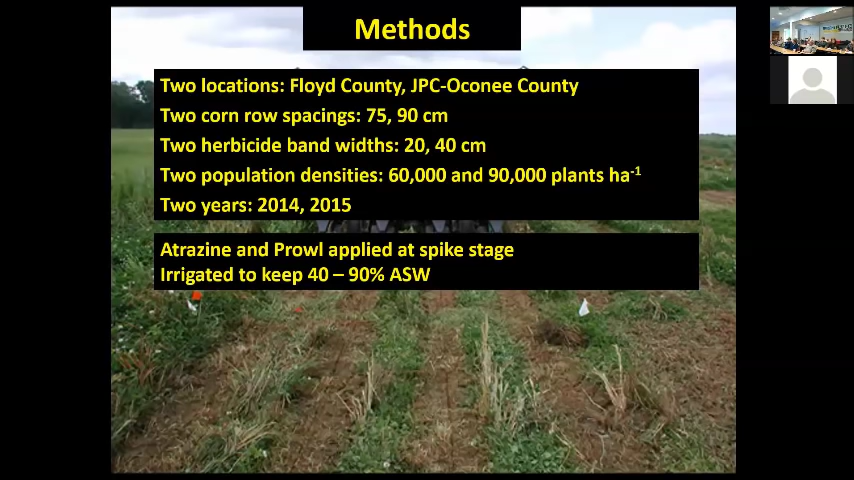 Methods
Two locations: Floyd County, JPC-Oconee County
Two corn row spacings: 75, 90 cm
Two herbicide band widths: 20, 40 cm
Two population densities: 60,000 and 90,000 plants ha-1
Two years: 2014, 2015
Atrazine and Prowl applied at spike stage
Irrigated to keep 40 – 90% ASW